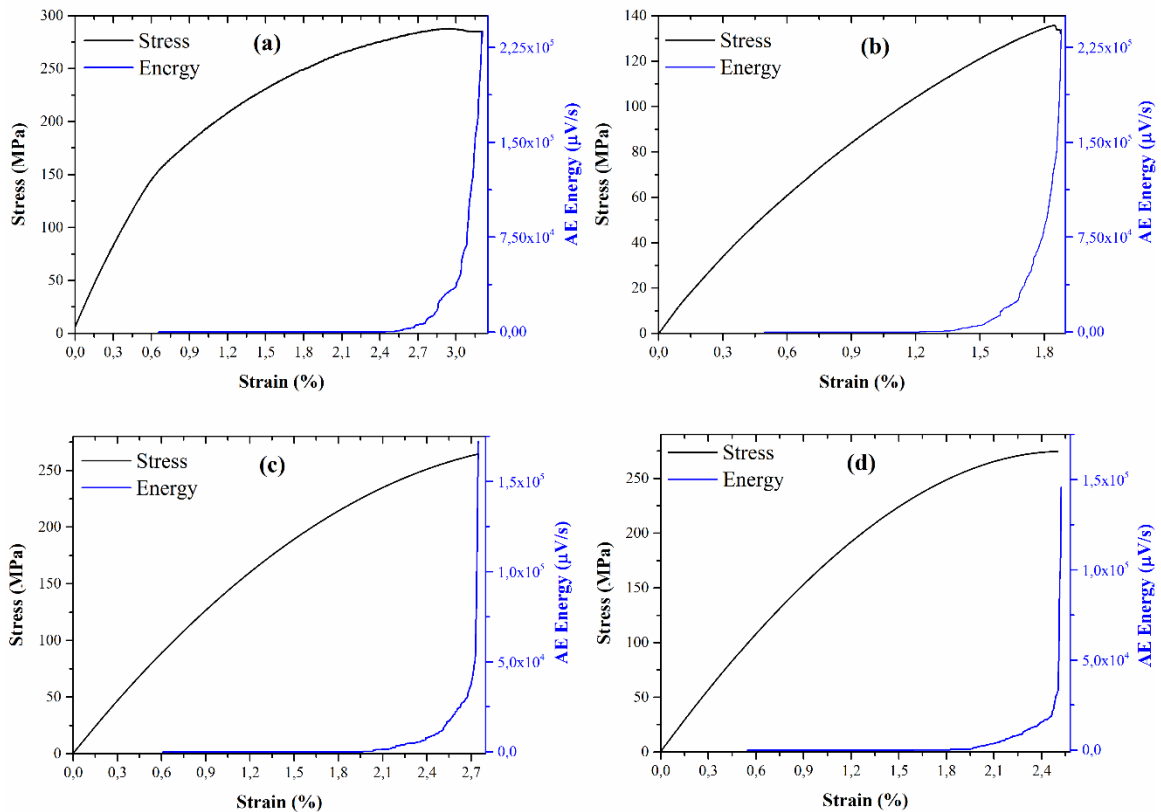 (a)
Stress
Energy
Stress (MPa)
300
250
200
150
100
50
0
0,0 0,3 0,6 0,9 1,2 1,5 1,8 2,1 2,4 2,7 3,0
Strain (%)
2,25x10⁵
1,50x10⁵
7,50x10⁴
0,00
AE Energy (µV/s)
(b)
Stress
Energy
Stress (MPa)
140
120
100
80
60
40
20
0
0,0 0,3 0,6 0,9 1,2 1,5 1,8
Strain (%)
2,25x10⁵
1,50x10⁵
7,50x10⁴
0,00
AE Energy (µV/s)
(c)
Stress
Energy
Stress (MPa)
250
200
150
100
50
0
0,0 0,3 0,6 0,9 1,2 1,5 1,8 2,1 2,4 2,7
Strain (%)
1,5x10⁵
1,0x10⁵
5,0x10⁴
0,0
AE Energy (µV/s)
(d)
Stress
Energy
Stress (MPa)
250
200
150
100
50
0
0,0 0,3 0,6 0,9 1,2 1,5 1,8 2,1 2,4
Strain (%)
1,5x10⁵
1,0x10⁵
5,0x10⁴
0,0
AE Energy (µV/s)